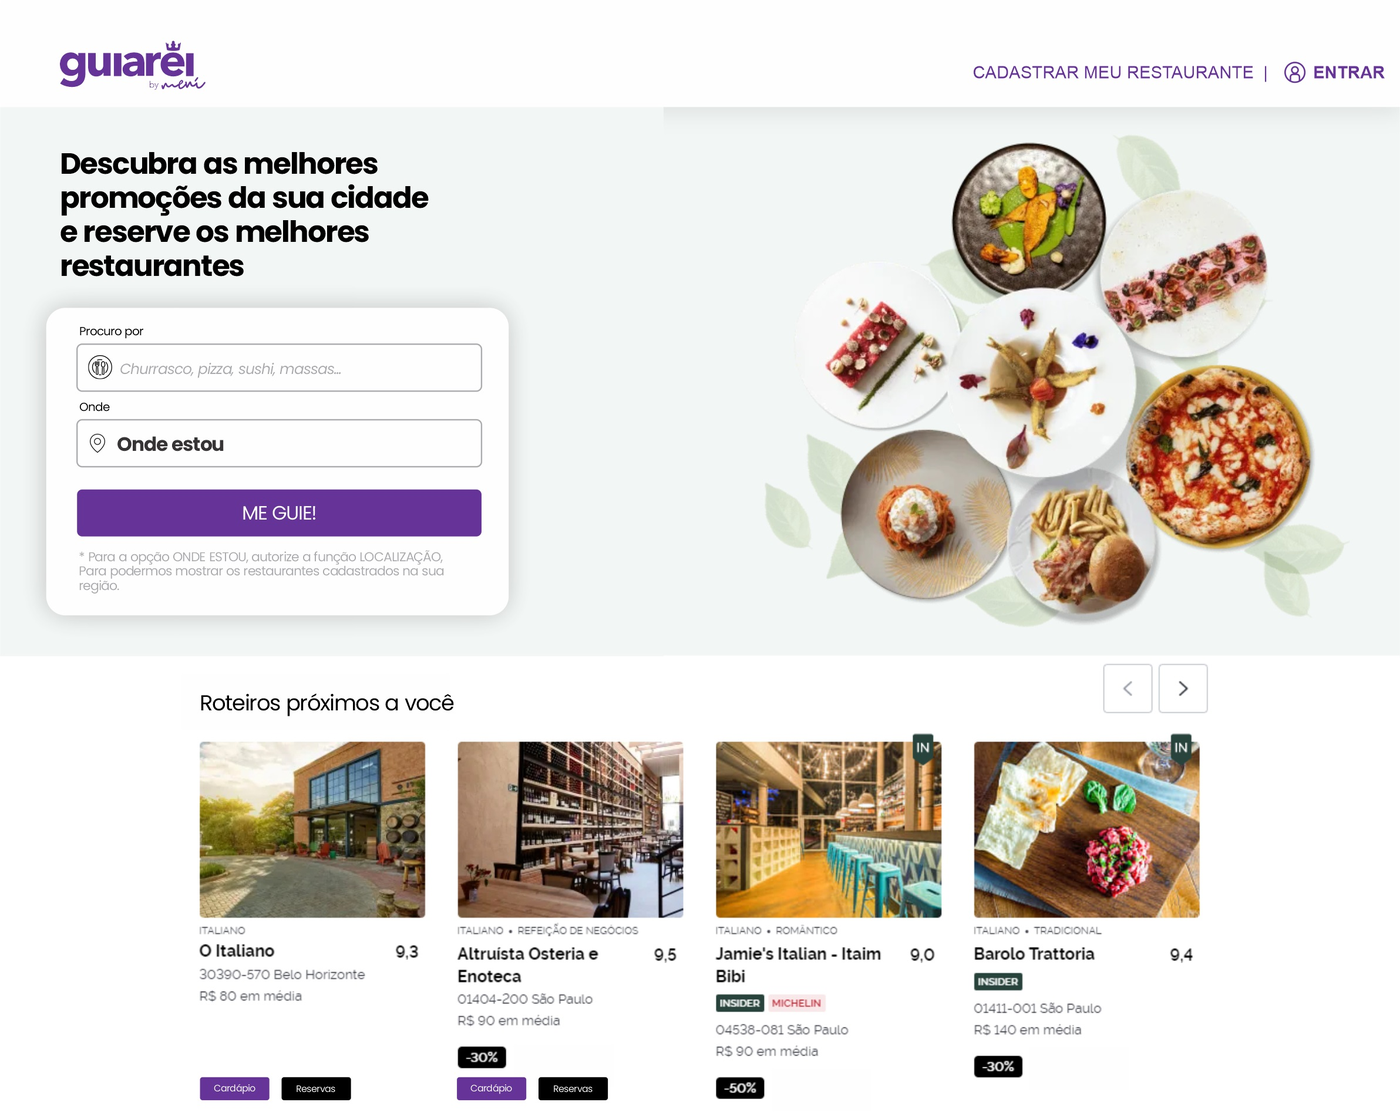 guiarei
by mení
CADASTRAR MEU RESTAURANTE | ENTRAR
Descubra as melhores
promoções da sua cidade
e reserve os melhores
restaurantes
Procuro por
Churrasco, pizza, sushi, massas...
Onde
Onde estou
ME GUIE!
* Para a opção ONDE ESTOU, autorize a função LOCALIZAÇÃO,
Para podermos mostrar os restaurantes cadastrados na sua
região.
Roteiros próximos a você
IN
IN
ITALIANO
O Italiano 9,3
30390-570 Belo Horizonte
R$ 80 em média
Cardápio Reservas
ITALIANO • REFEIÇÃO DE NEGÓCIOS
Altruísta Osteria e 9,5
Enoteca
01404-200 São Paulo
R$ 90 em média
-30%
Cardápio Reservas
ITALIANO • ROMÂNTICO
Jamie's Italian - Itaim 9,0
Bibi
INSIDER MICHELIN
04538-081 São Paulo
R$ 90 em média
-50%
ITALIANO • TRADICIONAL
Barolo Trattoria 9,4
INSIDER
01411-001 São Paulo
R$ 140 em média
-30%